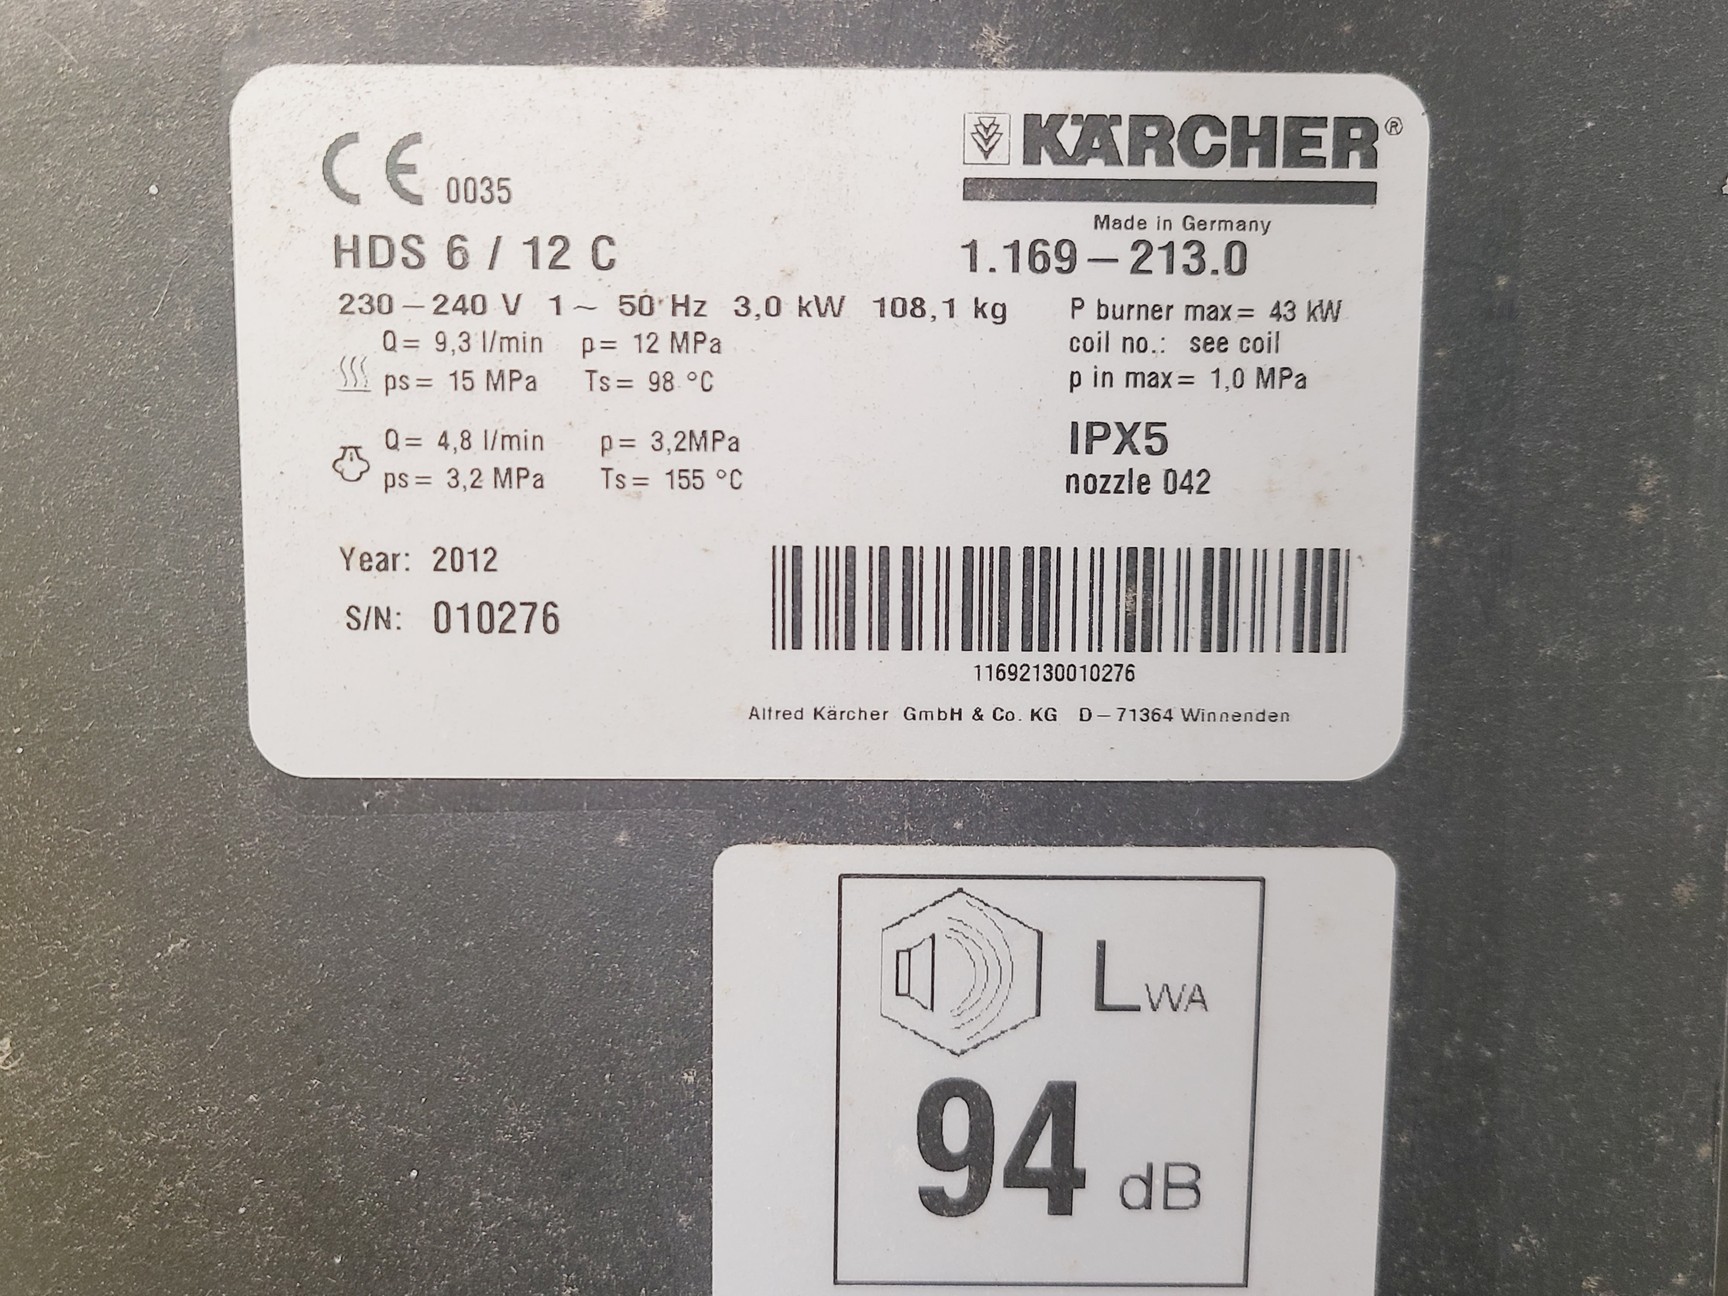 CE 0035
KÄRCHER®
Made in Germany
HDS 6 / 12 C 1.169-213.0
230-240 V 1~ 50 Hz 3,0 kW 108,1 kg P burner max= 43 kW
Q= 9,3 l/min p= 12 MPa coil no.: see coil
ps= 15 MPa Ts= 98 °C p in max= 1,0 MPa
Q= 4,8 l/min p= 3,2MPa IPX5
ps= 3,2 MPa Ts= 155 °C nozzle 042
Year: 2012
S/N: 010276
11692130010276
Alfred Kärcher GmbH & Co. KG D-71364 Winnenden
LWA
94 dB